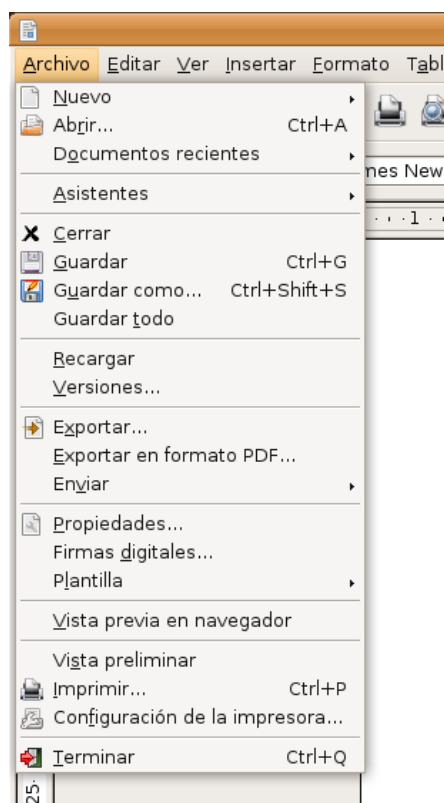 Archivo Editar Ver Insertar Formato Tabl
Nuevo
Abrir... Ctrl+A
Documentos recientes
mes New
Asistentes
1
Cerrar
Guardar Ctrl+G
Guardar como... Ctrl+Shift+S
Guardar todo
Recargar
Versiones...
Exportar...
Exportar en formato PDF...
Enviar
Propiedades...
Firmas digitales...
Plantilla
Vista previa en navegador
Vista preliminar
Imprimir... Ctrl+P
Configuración de la impresora...
Terminar Ctrl+Q
25